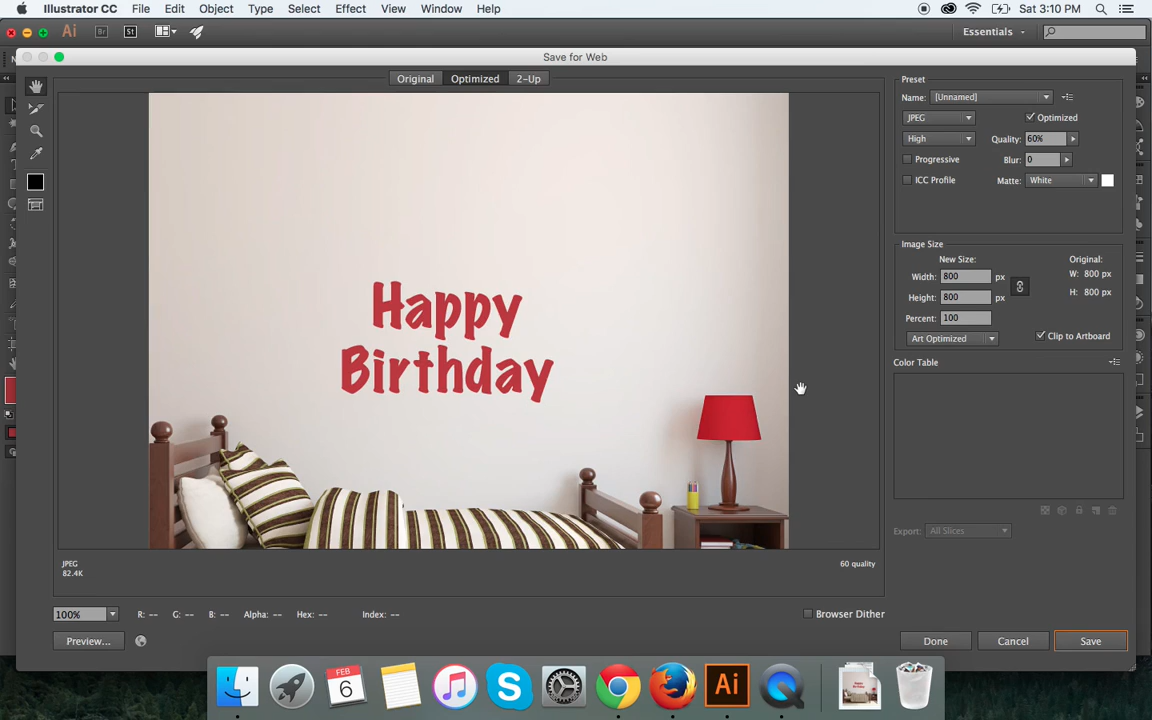 Illustrator CC File Edit Object Type Select Effect View Window Help Sat 3:10 PM
Ai Br St Essentials
Save for Web
Original Optimized 2-Up
Preset
Name: [Unnamed]
JPEG Optimized
High Quality: 60%
Progressive Blur: 0
ICC Profile Matte: White
Image Size
New Size: Original:
Width: 800 px W: 800 px
Height: 800 px H: 800 px
Percent: 100
Art Optimized Clip to Artboard
Color Table
Happy
Birthday
Export: All Slices
JPEG 60 quality
82.4K
100% R: -- G: -- B: -- Alpha: -- Hex: -- Index: -- Browser Dither
Preview... Done Cancel Save
FEB
6
Ai